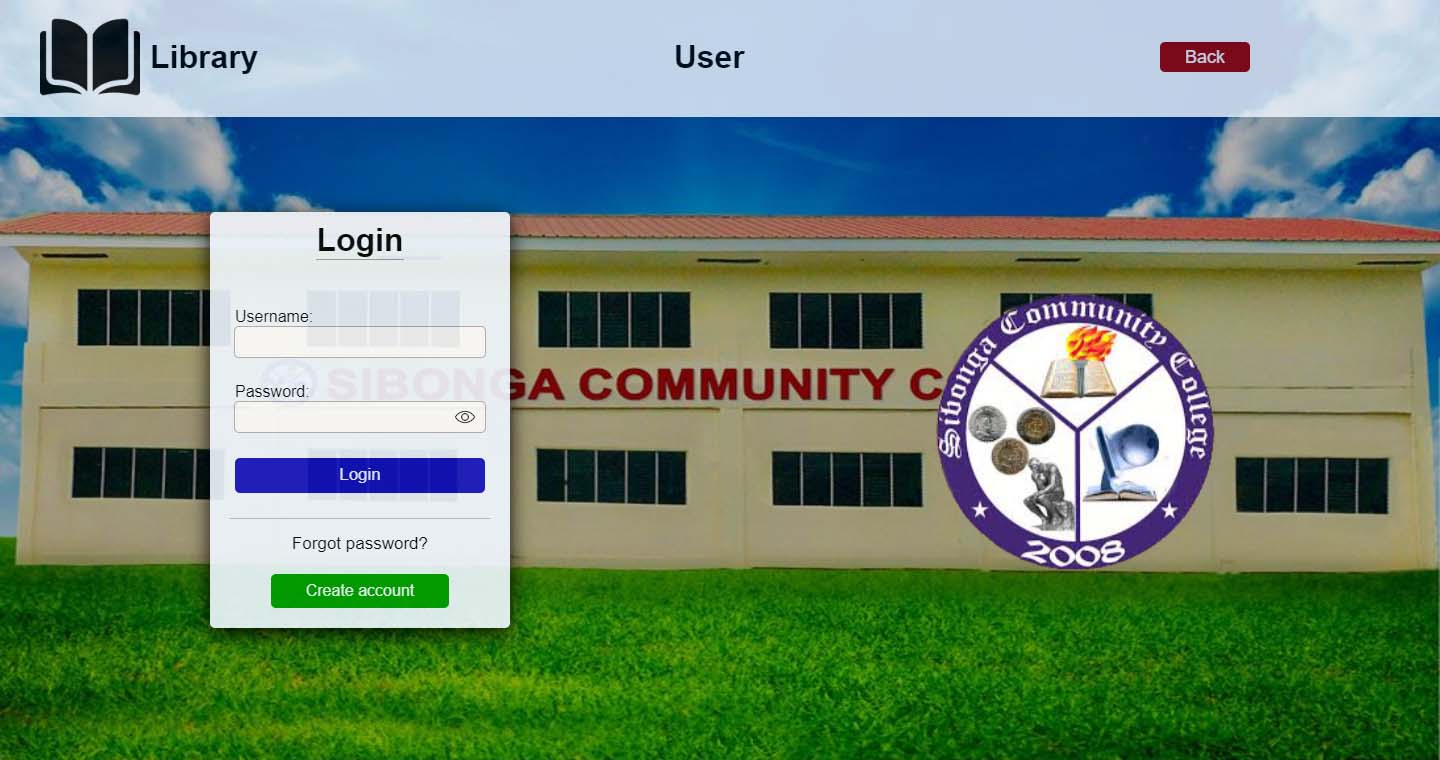 Library
User
Back
Login
Username:
SIBONGA COMMUNITY C
Password:
Login
Forgot password?
Create account
Sibonga Community College
2008